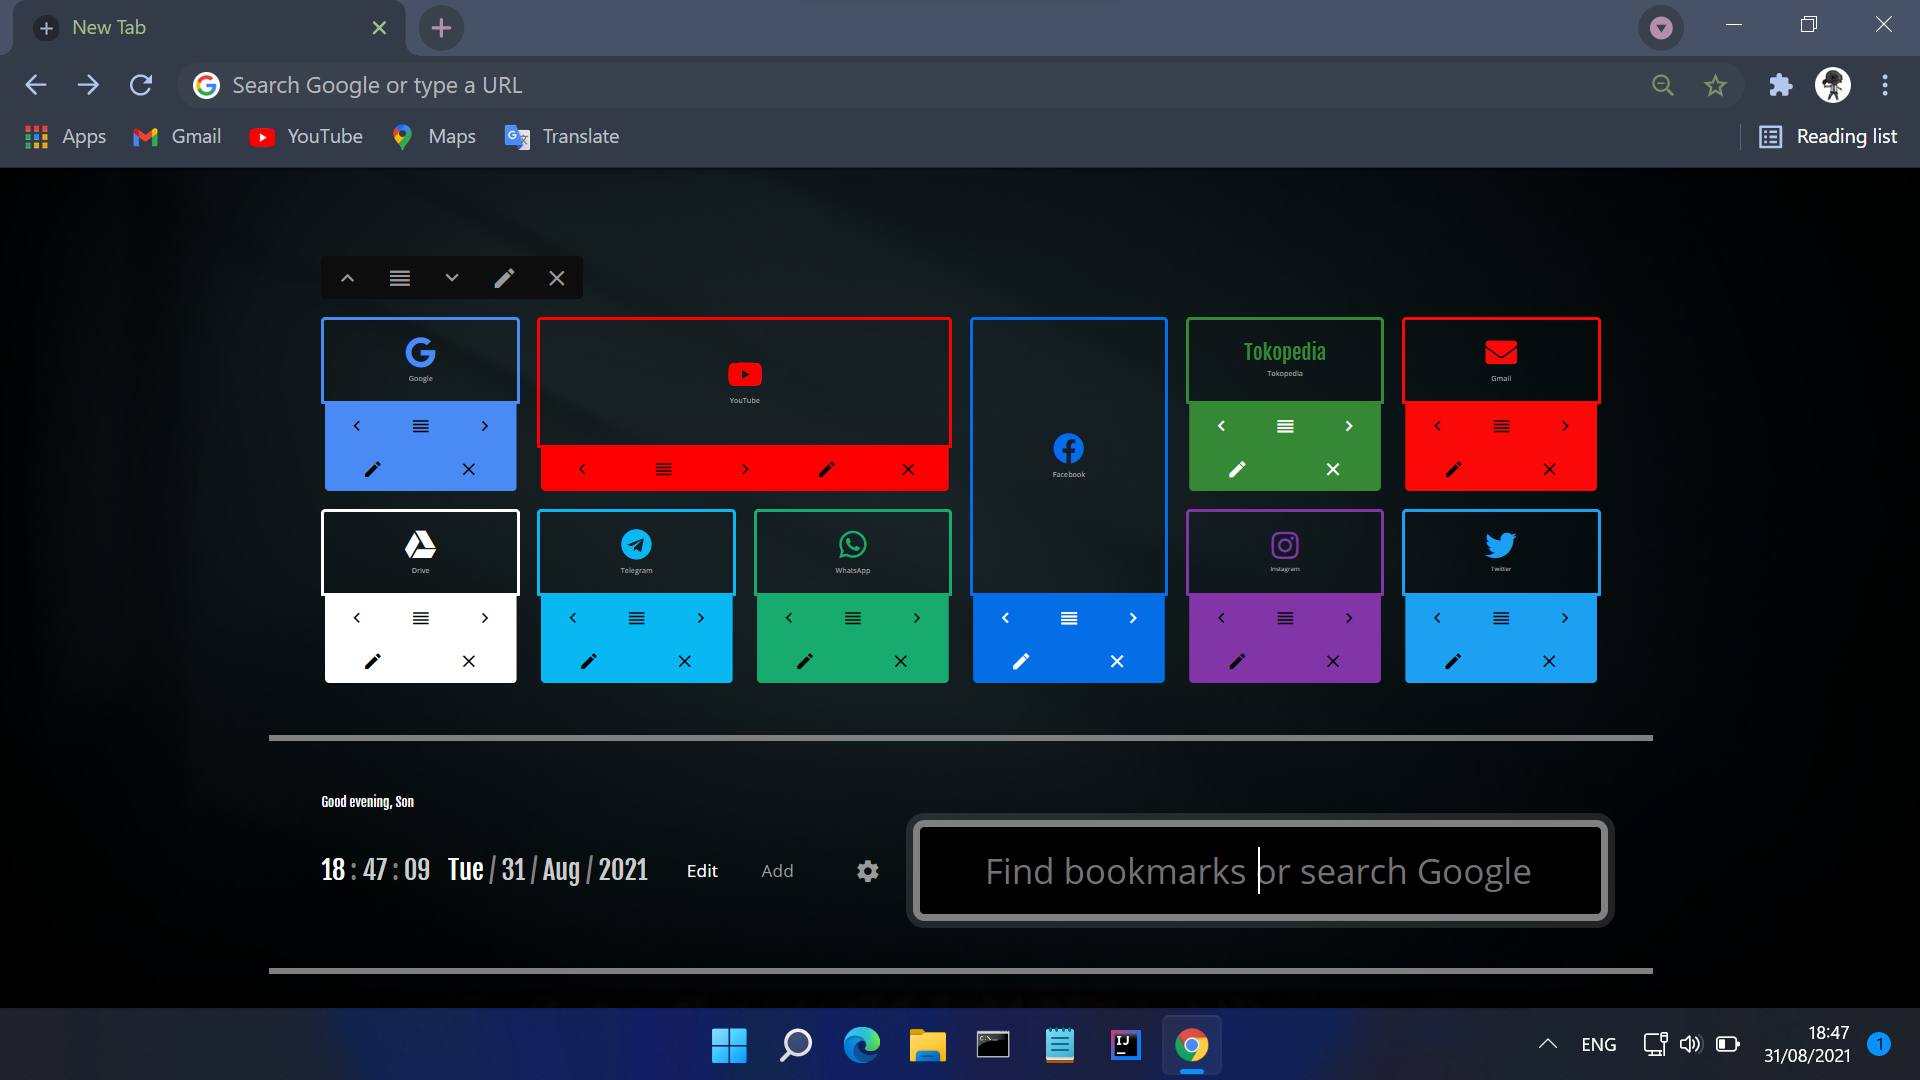 New Tab
Search Google or type a URL
Apps Gmail YouTube Maps Translate Reading list
Google YouTube Facebook Tokopedia Tokopedia Gmail
Drive Telegram WhatsApp Instagram Twitter
Good evening, Son
18 : 47 : 09 Tue / 31 / Aug / 2021 Edit Add Find bookmarks or search Google
ENG 18:47 1
31/08/2021